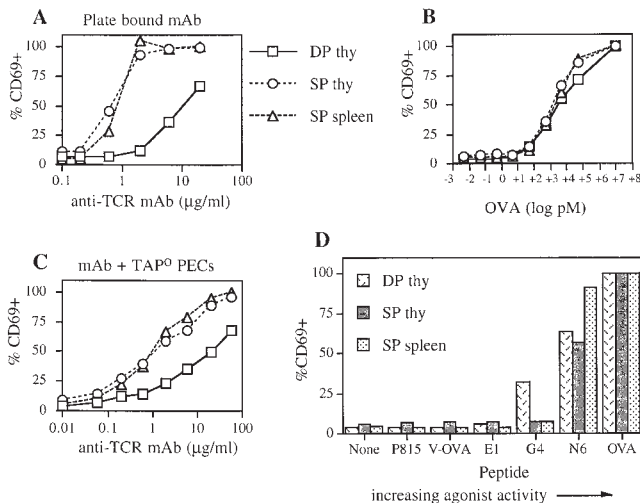 A
Plate bound mAb
% CD69+
100
75
50
25
0
0.1 1 10 100
anti-TCR mAb (µg/ml)
DP thy
SP thy
SP spleen
B
% CD69+
100
75
50
25
0
-3 -2 -1 0 +1 +2 +3 +4 +5 +6 +7 +8
OVA (log pM)
C
mAb + TAPO PECs
% CD69+
100
75
50
25
0
0.01 0.1 1 10 100
anti-TCR mAb (µg/ml)
D
%CD69+
100
75
50
25
0
DP thy
SP thy
SP spleen
None P815 V-OVA E1 G4 N6 OVA
Peptide
increasing agonist activity